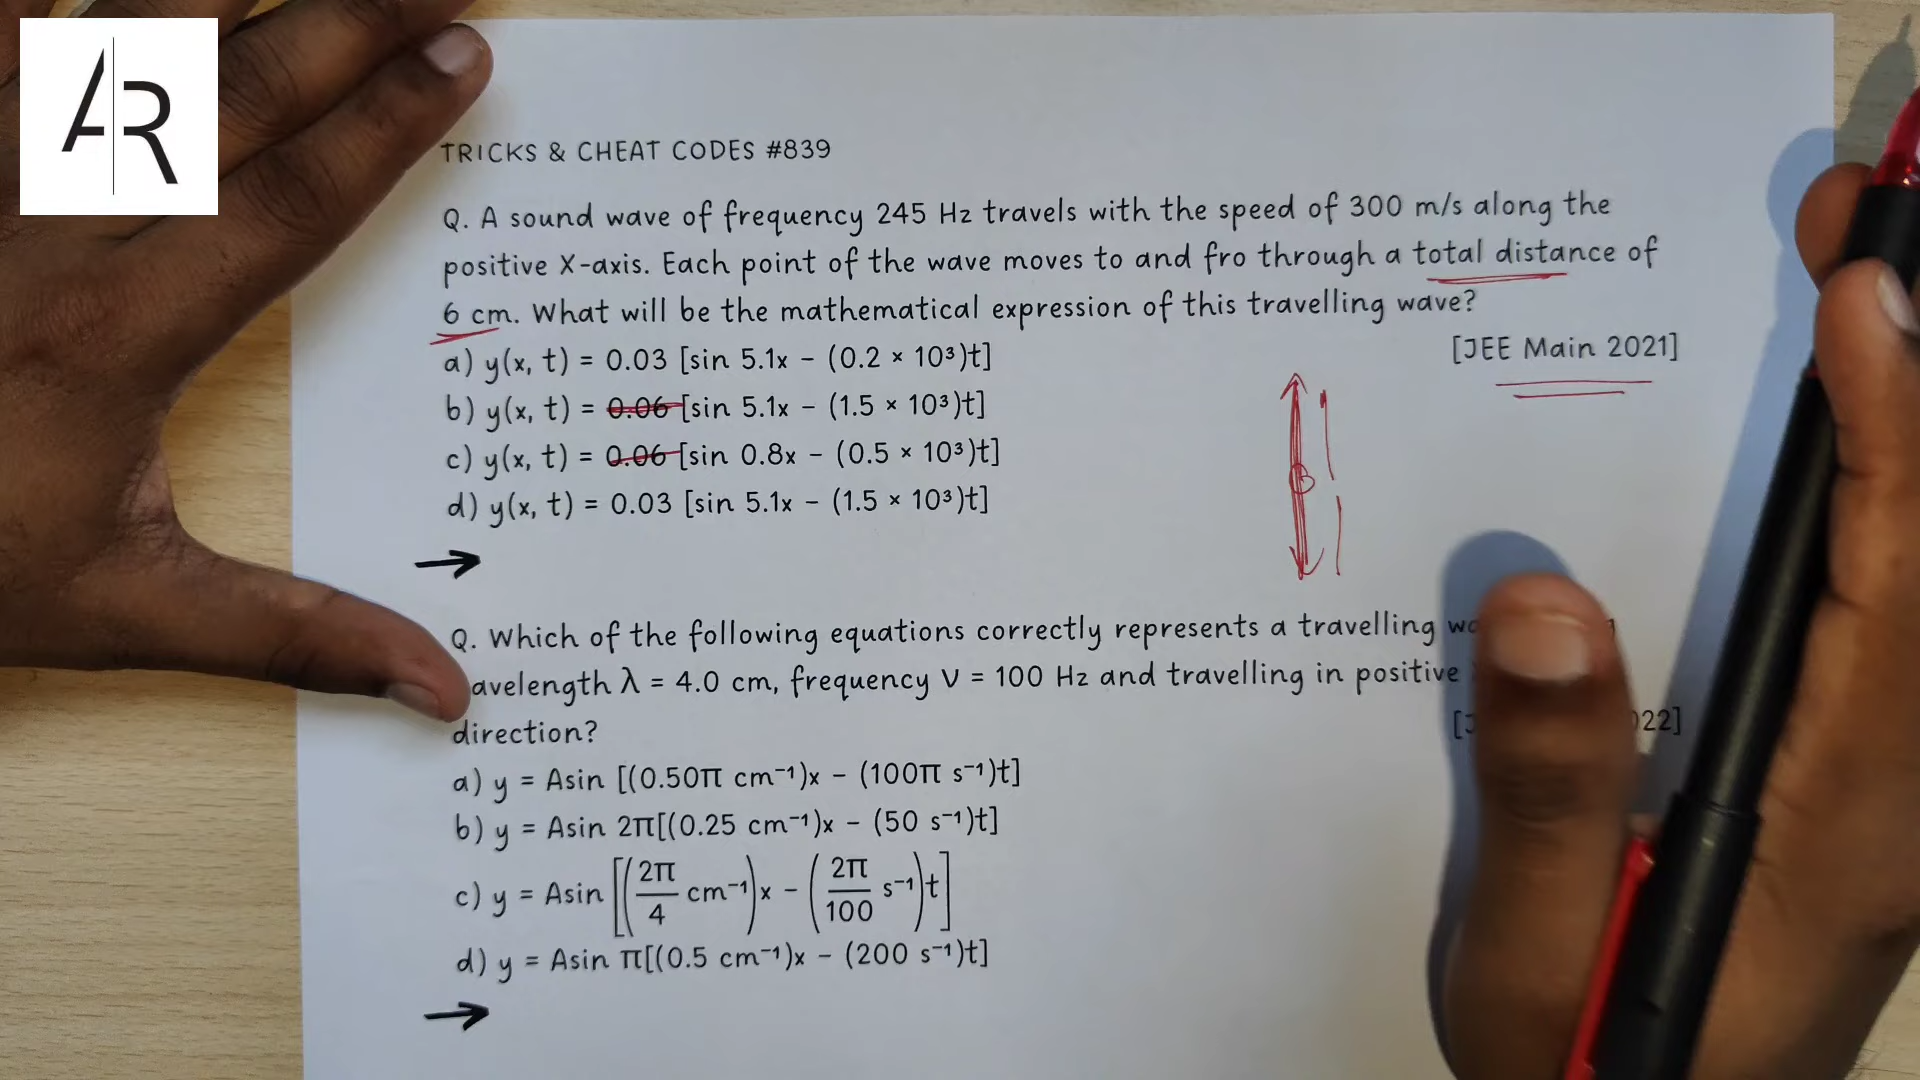 AR
TRICKS & CHEAT CODES #839
Q. A sound wave of frequency 245 Hz travels with the speed of 300 m/s along the
positive X-axis. Each point of the wave moves to and fro through a total distance of
6 cm. What will be the mathematical expression of this travelling wave?
[JEE Main 2021]
a) y(x, t) = 0.03 [sin 5.1x - (0.2 × 10³)t]
b) y(x, t) = 0.06 [sin 5.1x - (1.5 × 10³)t]
c) y(x, t) = 0.06 [sin 0.8x - (0.5 × 10³)t]
d) y(x, t) = 0.03 [sin 5.1x - (1.5 × 10³)t]
→
Q. Which of the following equations correctly represents a travelling
avelength λ = 4.0 cm, frequency ν = 100 Hz and travelling in positive
direction?
022]
a) y = Asin [(0.50π cm⁻¹)x - (100π s⁻¹)t]
b) y = Asin 2π[(0.25 cm⁻¹)x - (50 s⁻¹)t]
c) y = Asin [(2π/4 cm⁻¹)x - (2π/100 s⁻¹)t]
d) y = Asin π[(0.5 cm⁻¹)x - (200 s⁻¹)t]
→